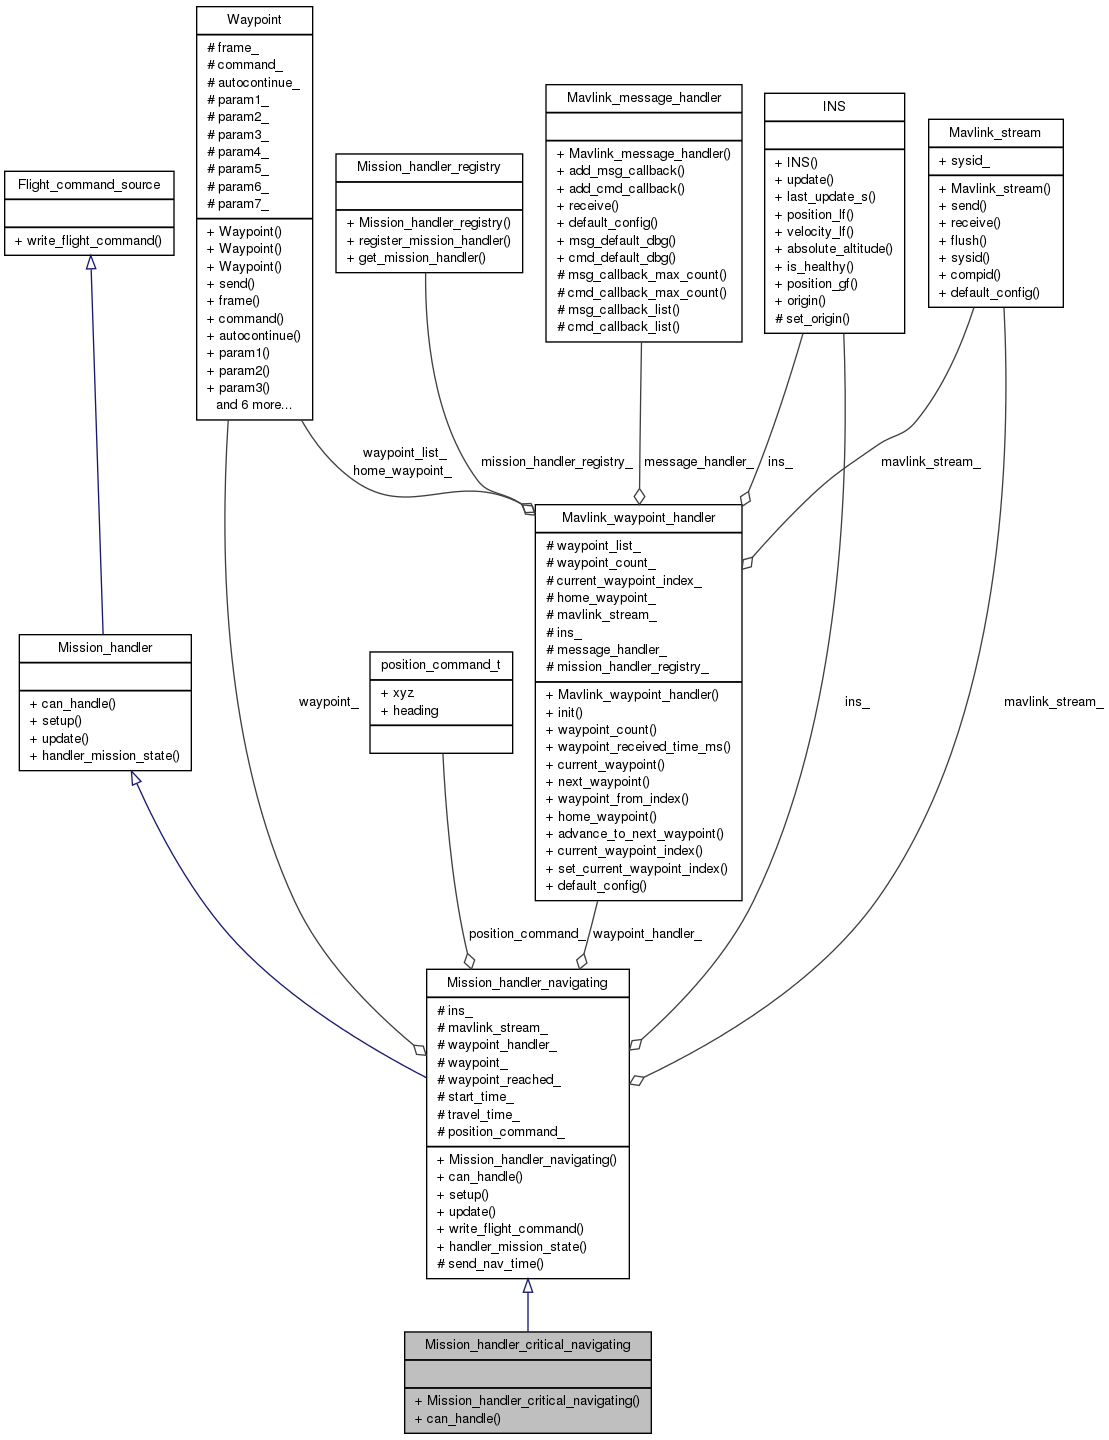 Waypoint
# frame_
# command_
# autocontinue_
# param1_
# param2_
# param3_
# param4_
# param5_
# param6_
# param7_
+ Waypoint()
+ Waypoint()
+ Waypoint()
+ send()
+ frame()
+ command()
+ autocontinue()
+ param1()
+ param2()
+ param3()
and 6 more...
Mavlink_message_handler
+ Mavlink_message_handler()
+ add_msg_callback()
+ add_cmd_callback()
+ receive()
+ default_config()
+ msg_default_dbg()
+ cmd_default_dbg()
# msg_callback_max_count()
# cmd_callback_max_count()
# msg_callback_list()
# cmd_callback_list()
INS
+ INS()
+ update()
+ last_update_s()
+ position_lf()
+ velocity_lf()
+ absolute_altitude()
+ is_healthy()
+ position_gf()
+ origin()
# set_origin()
Mavlink_stream
+ sysid_
+ Mavlink_stream()
+ send()
+ receive()
+ flush()
+ sysid()
+ compid()
+ default_config()
Mission_handler_registry
+ Mission_handler_registry()
+ register_mission_handler()
+ get_mission_handler()
Flight_command_source
+ write_flight_command()
waypoint_list_
home_waypoint_
mission_handler_registry_
message_handler_
ins_
mavlink_stream_
Mavlink_waypoint_handler
# waypoint_list_
# waypoint_count_
# current_waypoint_index_
# home_waypoint_
# mavlink_stream_
# ins_
# message_handler_
# mission_handler_registry_
+ Mavlink_waypoint_handler()
+ init()
+ waypoint_count()
+ waypoint_received_time_ms()
+ current_waypoint()
+ next_waypoint()
+ waypoint_from_index()
+ home_waypoint()
+ advance_to_next_waypoint()
+ current_waypoint_index()
+ set_current_waypoint_index()
+ default_config()
Mission_handler
+ can_handle()
+ setup()
+ update()
+ handler_mission_state()
position_command_t
+ xyz
+ heading
waypoint_
ins_
mavlink_stream_
position_command_
waypoint_handler_
Mission_handler_navigating
# ins_
# mavlink_stream_
# waypoint_handler_
# waypoint_
# waypoint_reached_
# start_time_
# travel_time_
# position_command_
+ Mission_handler_navigating()
+ can_handle()
+ setup()
+ update()
+ write_flight_command()
+ handler_mission_state()
# send_nav_time()
Mission_handler_critical_navigating
+ Mission_handler_critical_navigating()
+ can_handle()